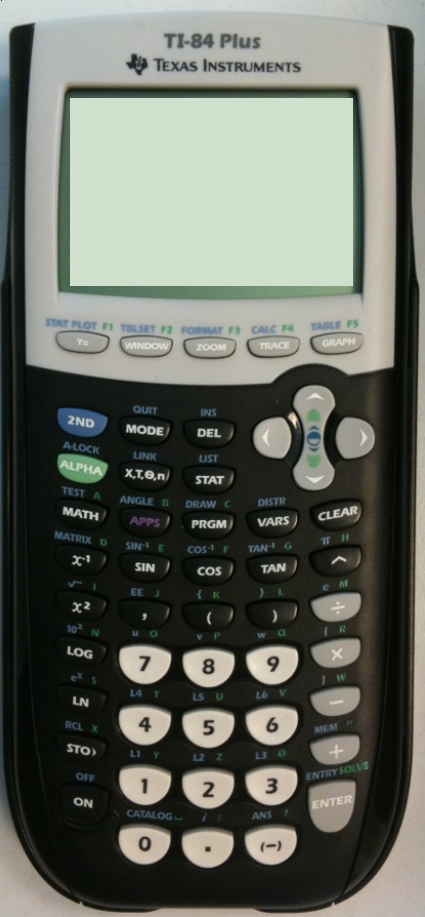 TI-84 Plus
TEXAS INSTRUMENTS
STAT PLOT F1 TBLSET F2 FORMAT F3 CALC F4 TABLE F5
Y= WINDOW ZOOM TRACE GRAPH
QUIT INS
2ND MODE DEL
A-LOCK LINK LIST
ALPHA X,T,Θ,n STAT
TEST A ANGLE B DRAW C DISTR
MATH APPS PRGM VARS CLEAR
MATRIX D SIN⁻¹ E COS⁻¹ F TAN⁻¹ G π H
x⁻¹ SIN COS TAN ^
√ I EE J { K } L e M
x² , ( ) ÷
10ˣ N u O v P w Q [ R
LOG 7 8 9 ×
eˣ S L4 T L5 U L6 V ] W
LN 4 5 6 −
RCL X L1 Y L2 Z L3 Θ MEM "
STO› 1 2 3 +
OFF CATALOG ⎵ i : ANS ? ENTRY SOLVE
ON 0 . (−) ENTER